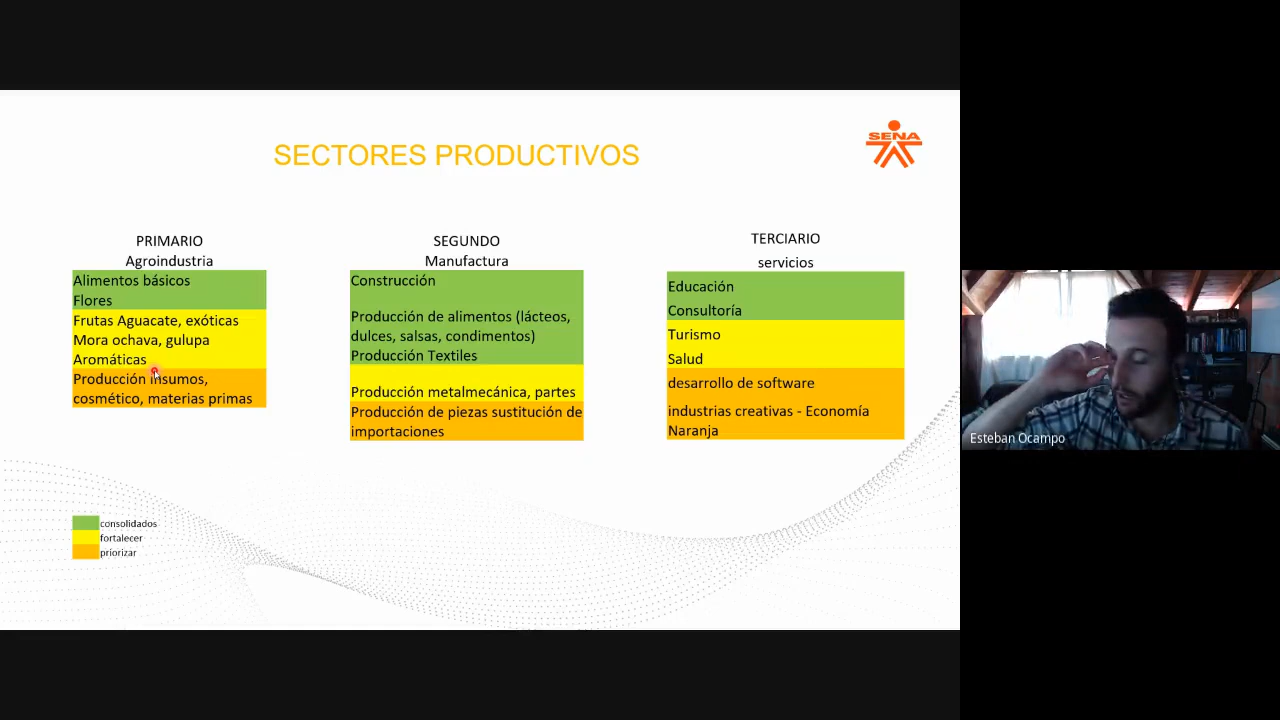 SECTORES PRODUCTIVOS
SENA
PRIMARIO
Agroindustria
Alimentos básicos
Flores
Frutas Aguacate, exóticas
Mora ochava, gulupa
Aromáticas
Producción insumos,
cosmético, materias primas
SEGUNDO
Manufactura
Construcción
Producción de alimentos (lácteos,
dulces, salsas, condimentos)
Producción Textiles
Producción metalmecánica, partes
Producción de piezas sustitución de
importaciones
TERCIARIO
servicios
Educación
Consultoría
Turismo
Salud
desarrollo de software
industrias creativas - Economía
Naranja
consolidados
fortalecer
priorizar
Esteban Ocampo